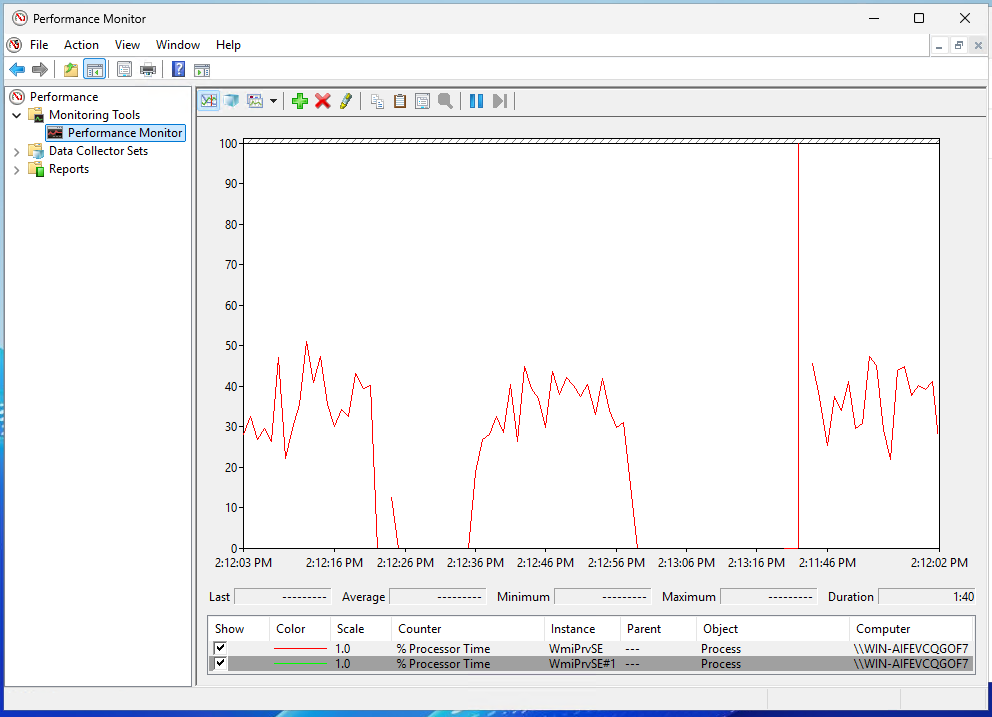 Performance Monitor
File Action View Window Help
Performance
Monitoring Tools
Performance Monitor
Data Collector Sets
Reports
100
90
80
70
60
50
40
30
20
10
0
2:12:03 PM 2:12:16 PM 2:12:26 PM 2:12:36 PM 2:12:46 PM 2:12:56 PM 2:13:06 PM 2:13:16 PM 2:11:46 PM 2:12:02 PM
Last --------- Average --------- Minimum --------- Maximum --------- Duration 1:40
Show Color Scale Counter Instance Parent Object Computer
1.0 % Processor Time WmiPrvSE --- Process \\WIN-AIFEVCQGOF7
1.0 % Processor Time WmiPrvSE#1 --- Process \\WIN-AIFEVCQGOF7